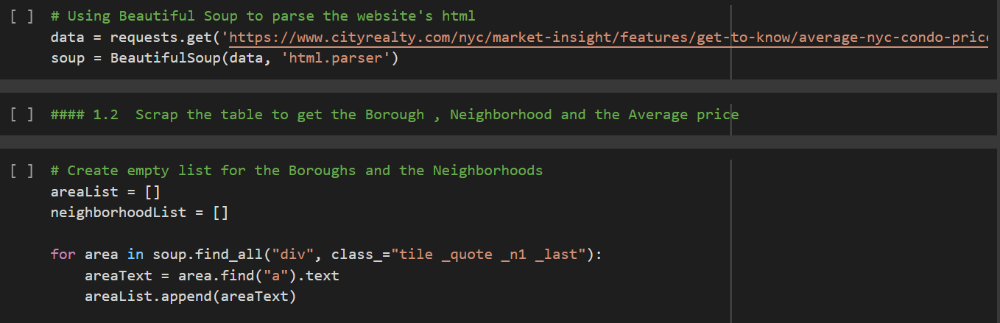 [ ] # Using Beautiful Soup to parse the website's html
data = requests.get('https://www.cityrealty.com/nyc/market-insight/features/get-to-know/average-nyc-condo-pric
soup = BeautifulSoup(data, 'html.parser')
[ ] #### 1.2  Scrap the table to get the Borough , Neighborhood and the Average price
[ ] # Create empty list for the Boroughs and the Neighborhoods
areaList = []
neighborhoodList = []
for area in soup.find_all("div", class_="tile _quote _n1 _last"):
    areaText = area.find("a").text
    areaList.append(areaText)